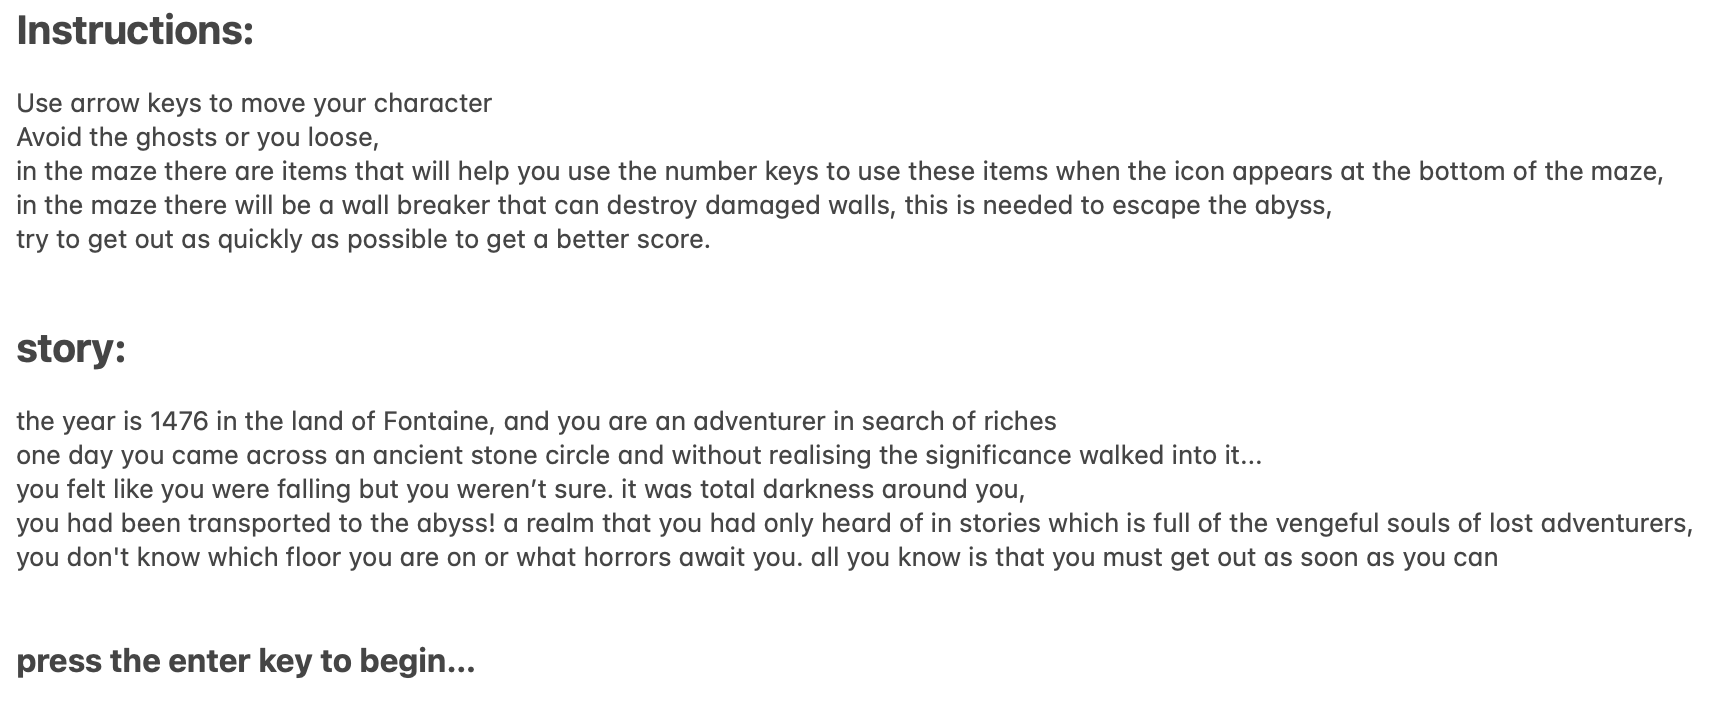 Instructions:
Use arrow keys to move your character
Avoid the ghosts or you loose,
in the maze there are items that will help you use the number keys to use these items when the icon appears at the bottom of the maze,
in the maze there will be a wall breaker that can destroy damaged walls, this is needed to escape the abyss,
try to get out as quickly as possible to get a better score.
story:
the year is 1476 in the land of Fontaine, and you are an adventurer in search of riches
one day you came across an ancient stone circle and without realising the significance walked into it...
you felt like you were falling but you weren’t sure. it was total darkness around you,
you had been transported to the abyss! a realm that you had only heard of in stories which is full of the vengeful souls of lost adventurers,
you don't know which floor you are on or what horrors await you. all you know is that you must get out as soon as you can
press the enter key to begin...